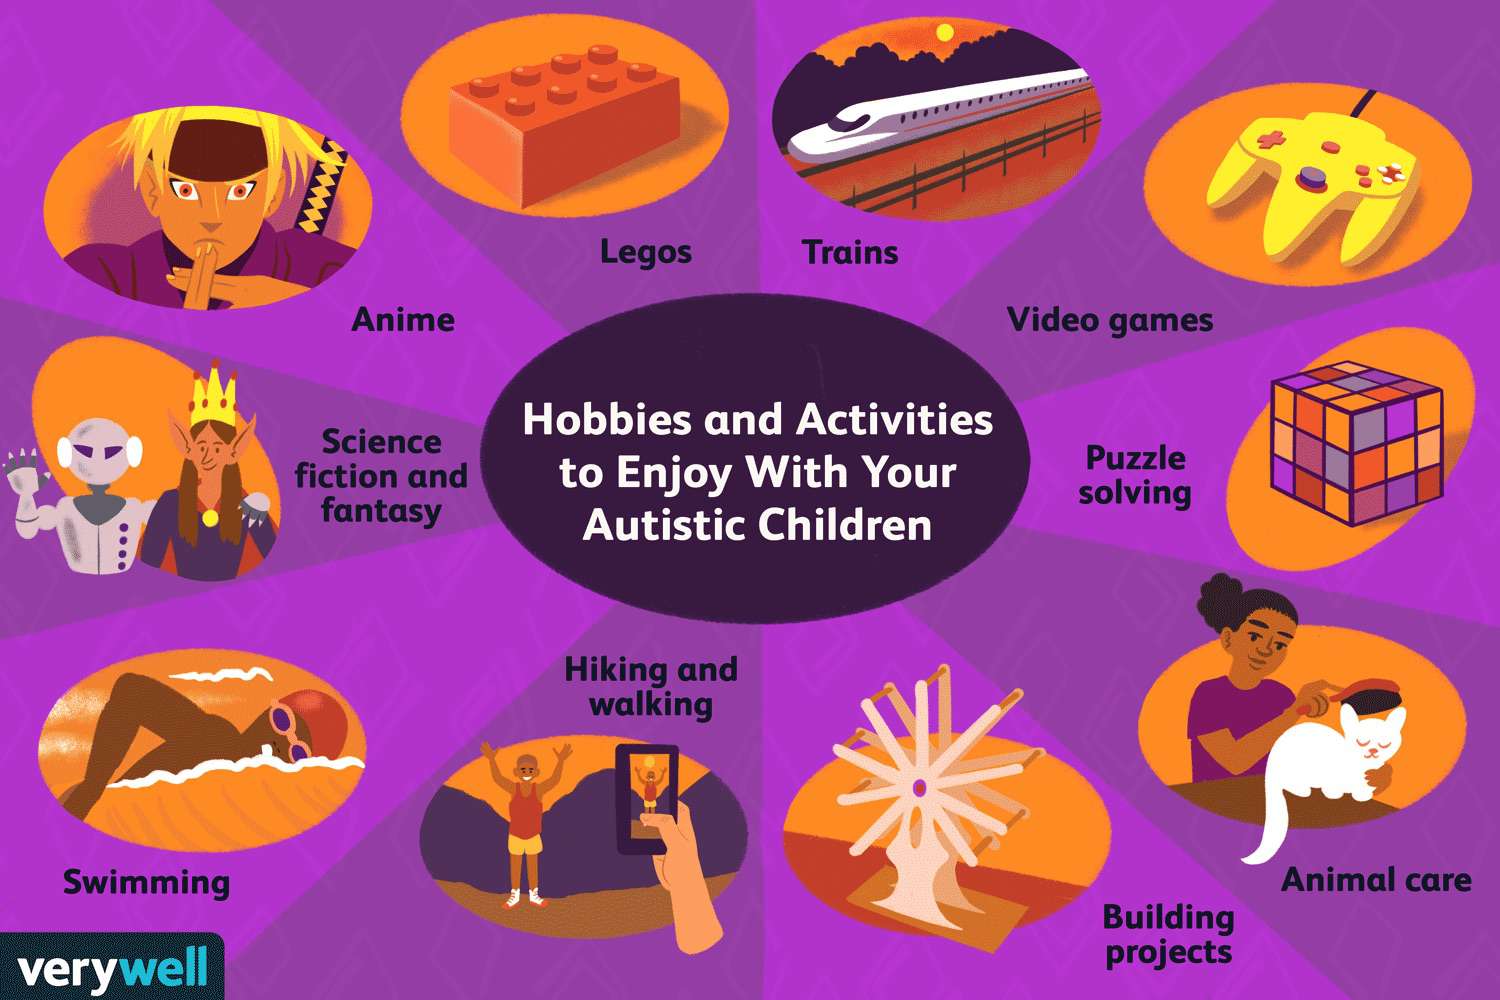 Legos
Trains
Anime
Video games
Hobbies and Activities
to Enjoy With Your
Autistic Children
Science
fiction and
fantasy
Puzzle
solving
Hiking and
walking
Swimming
Animal care
Building
projects
verywell